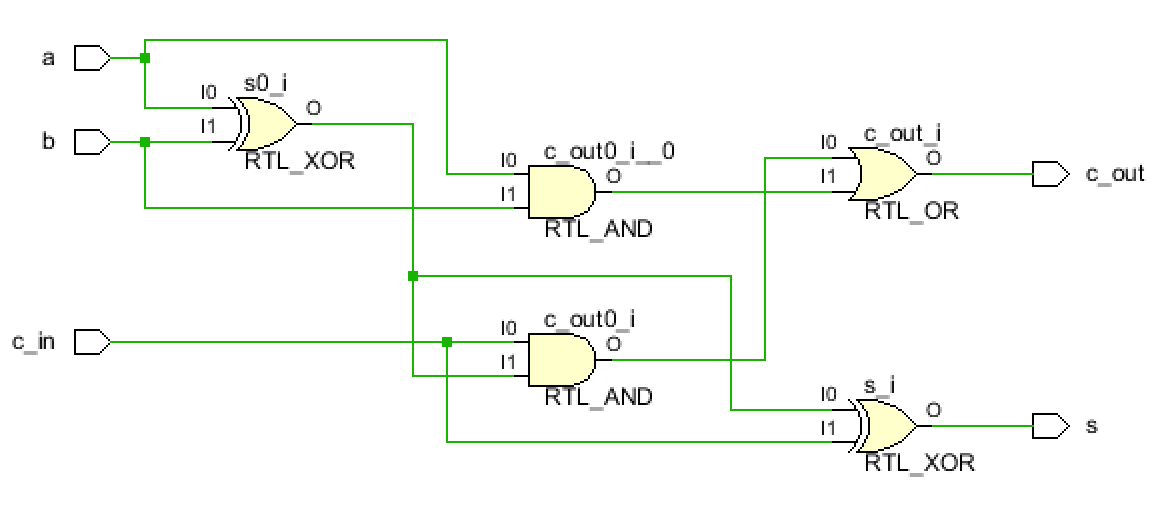 a
s0_i
I0
O
I1
b
RTL_XOR
c_out0_i__0
I0
O
I1
RTL_AND
c_out_i
I0
O
I1
c_out
RTL_OR
c_in
c_out0_i
I0
O
I1
RTL_AND
s_i
I0
O
I1
s
RTL_XOR